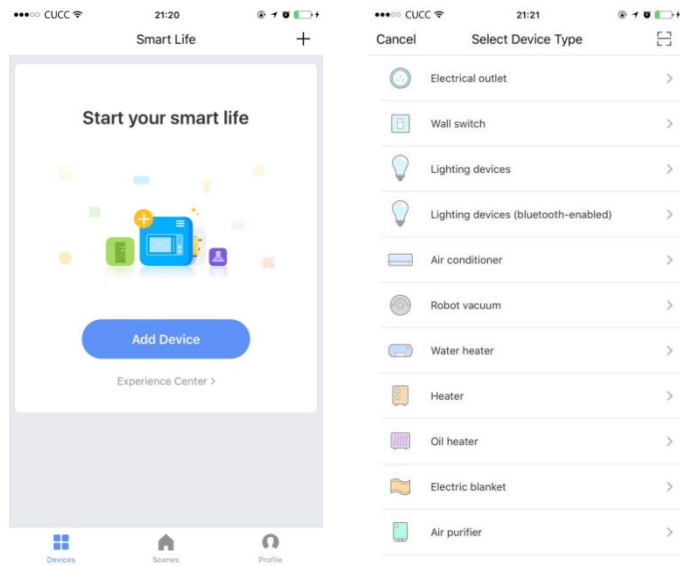 CUCC 21:20
Smart Life
Start your smart life
Add Device
Experience Center >
Devices Scenes Profile
CUCC 21:21
Cancel Select Device Type
Electrical outlet
Wall switch
Lighting devices
Lighting devices (bluetooth-enabled)
Air conditioner
Robot vacuum
Water heater
Heater
Oil heater
Electric blanket
Air purifier